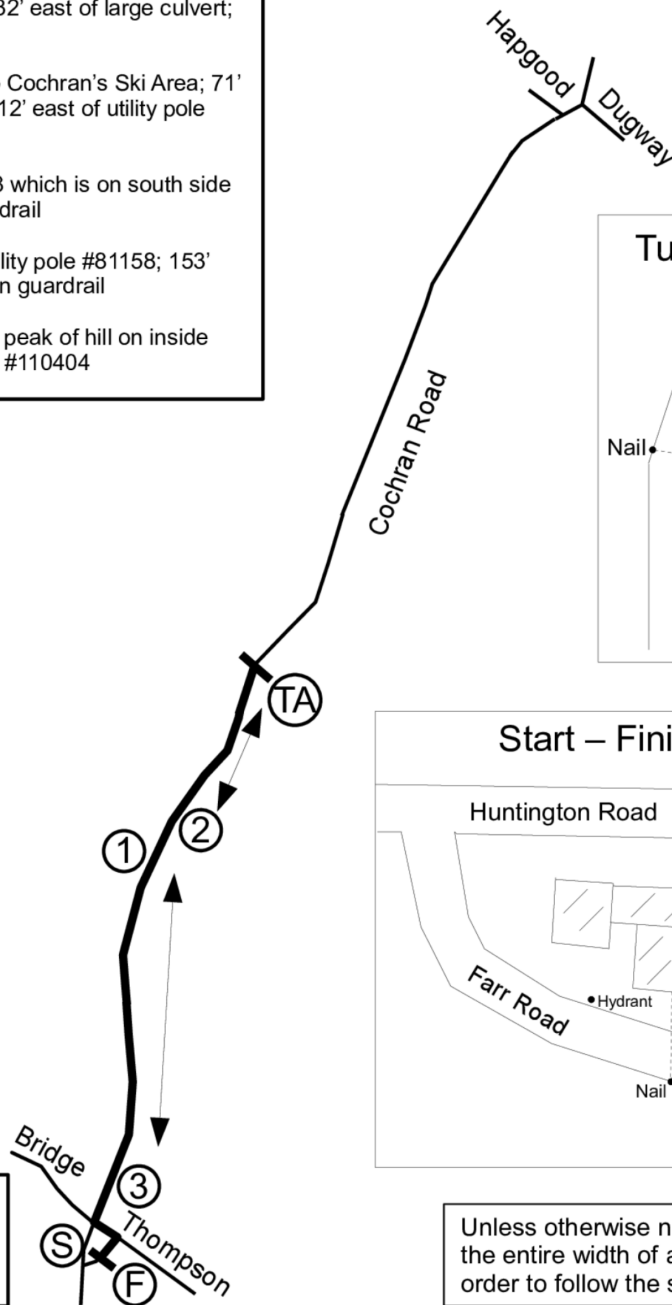 32' east of large culvert;
Cochran's Ski Area; 71'
12' east of utility pole
which is on south side
lity pole #81158; 153'
n guardrail
peak of hill on inside
#110404
Hapgood
Dugway
Cochran Road
Nail
TA
2
1
3
Bridge
Thompson
S
F
Start – Fini
Huntington Road
Farr Road
Hydrant
Nail
Unless otherwise n
the entire width of a
order to follow the s